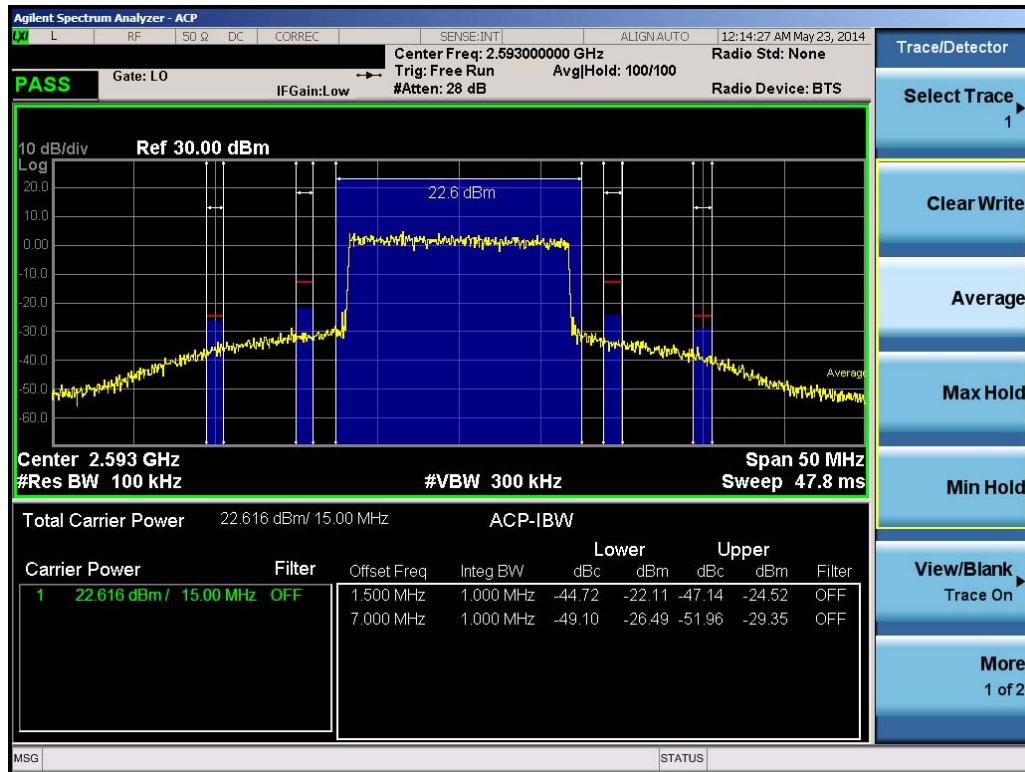 Agilent Spectrum Analyzer - ACP
LXI L RF 50 Ω DC CORREC SENSE:INT ALIGN AUTO 12:14:27 AM May 23, 2014
Center Freq: 2.593000000 GHz Radio Std: None
PASS Gate: LO Trig: Free Run Avg|Hold: 100/100
IFGain:Low #Atten: 28 dB Radio Device: BTS
10 dB/div Ref 30.00 dBm
Log
20.0
10.0
0.00
-10.0
-20.0
-30.0
-40.0
-50.0
-60.0
22.6 dBm
Average
Center 2.593 GHz Span 50 MHz
#Res BW 100 kHz #VBW 300 kHz Sweep 47.8 ms
Total Carrier Power 22.616 dBm/ 15.00 MHz ACP-IBW
Lower Upper
Carrier Power Filter Offset Freq Integ BW dBc dBm dBc dBm Filter
1 22.616 dBm / 15.00 MHz OFF 1.500 MHz 1.000 MHz -44.72 -22.11 -47.14 -24.52 OFF
7.000 MHz 1.000 MHz -49.10 -26.49 -51.96 -29.35 OFF
MSG STATUS
Trace/Detector
Select Trace
1
Clear Write
Average
Max Hold
Min Hold
View/Blank
Trace On
More
1 of 2